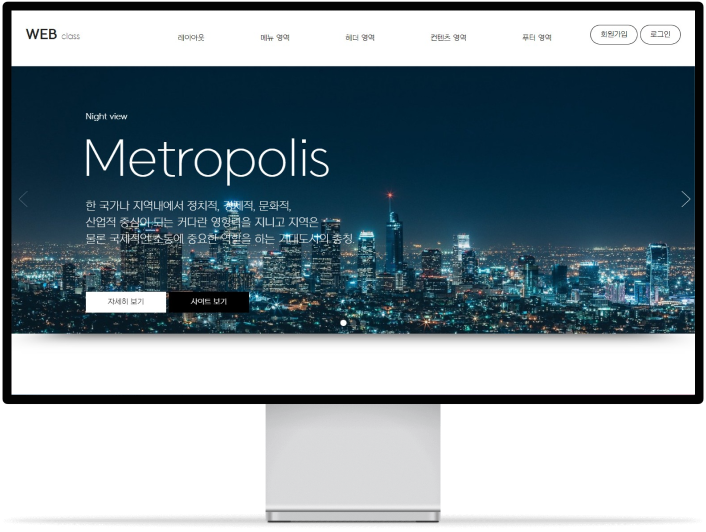 WEB class
레이아웃
메뉴 영역
헤더 영역
컨텐츠 영역
푸터 영역
회원가입
로그인
Night view
Metropolis
한 국가나 지역내에서 정치적, 경제적, 문화적,
산업적 중심이 되는 커다란 영향력을 지니고 지역은
물론 국제적인 소통에 중요한 역할을 하는 거대도시의 총칭.
자세히 보기
사이트 보기